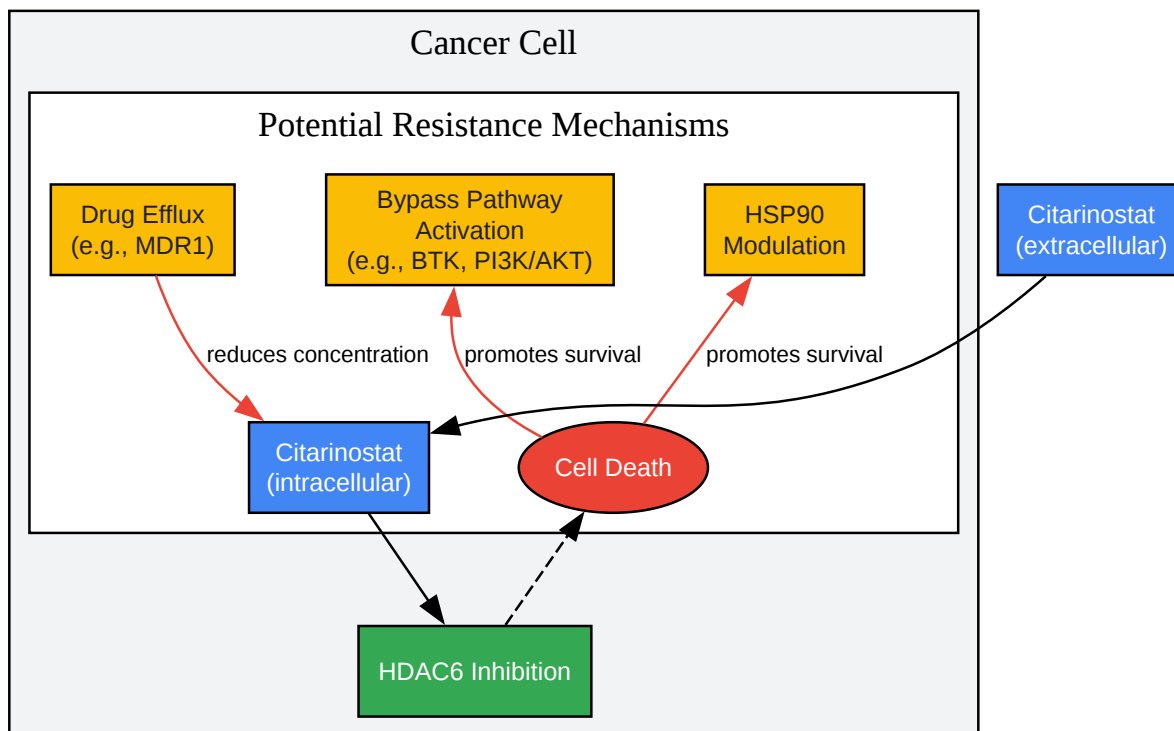 Cancer Cell
Potential Resistance Mechanisms
Drug Efflux
(e.g., MDR1)
Bypass Pathway
Activation
(e.g., BTK, PI3K/AKT)
HSP90
Modulation
Citarinostat
(extracellular)
reduces concentration
promotes survival
promotes survival
Citarinostat
(intracellular)
Cell Death
HDAC6 Inhibition